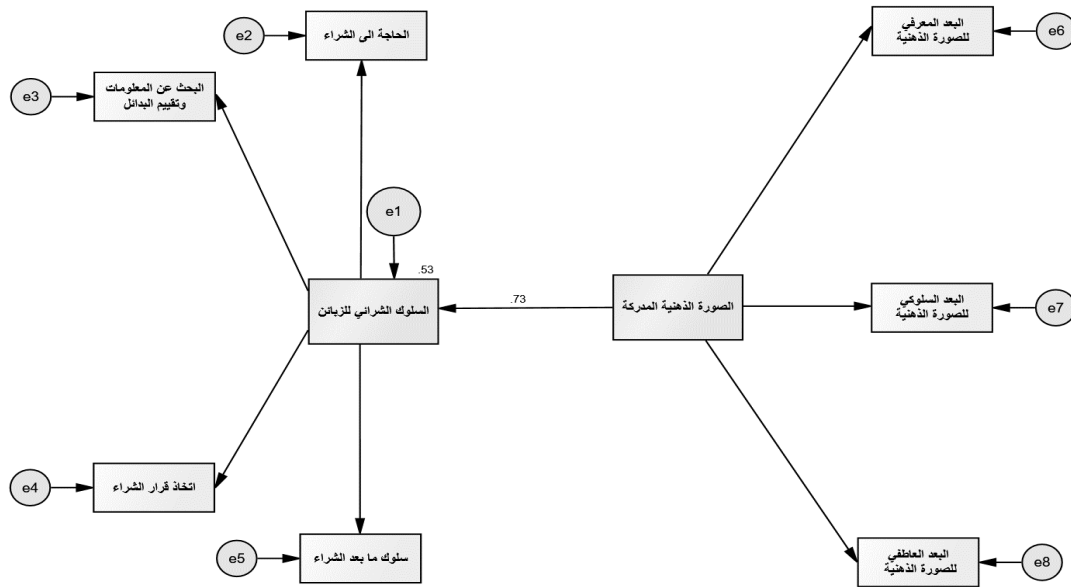 e2
الحاجة الى الشراء
البعد المعرفي
للصورة الذهنية
e6
e3
البحث عن المعلومات
وتقييم البدائل
e1
.53
السلوك الشرائي للزبائن
.73
الصورة الذهنية المدركة
البعد السلوكي
للصورة الذهنية
e7
e4
اتخاذ قرار الشراء
e5
سلوك ما بعد الشراء
البعد العاطفي
للصورة الذهنية
e8